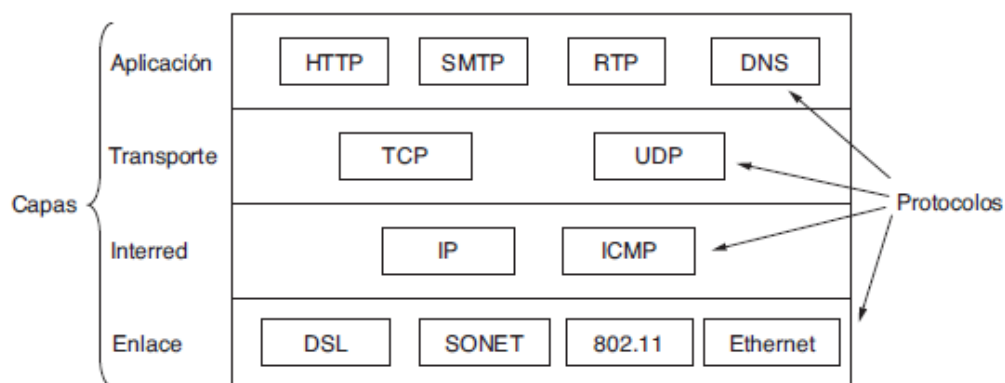 Aplicación HTTP SMTP RTP DNS
Transporte TCP UDP
Capas Protocolos
Interred IP ICMP
Enlace DSL SONET 802.11 Ethernet